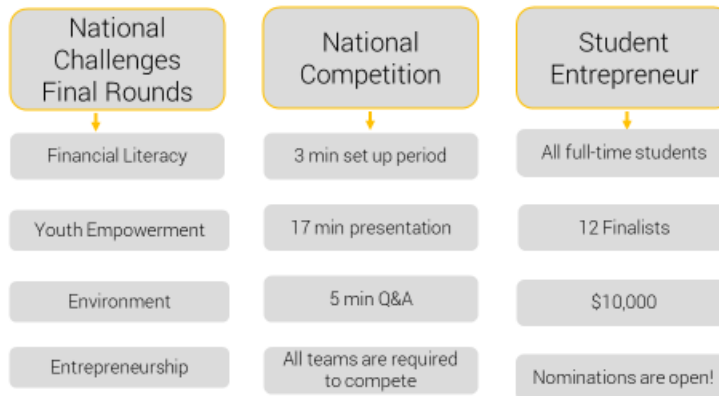 National
Challenges
Final Rounds
Financial Literacy
Youth Empowerment
Environment
Entrepreneurship
National
Competition
3 min set up period
17 min presentation
5 min Q&A
All teams are required
to compete
Student
Entrepreneur
All full-time students
12 Finalists
$10,000
Nominations are open!